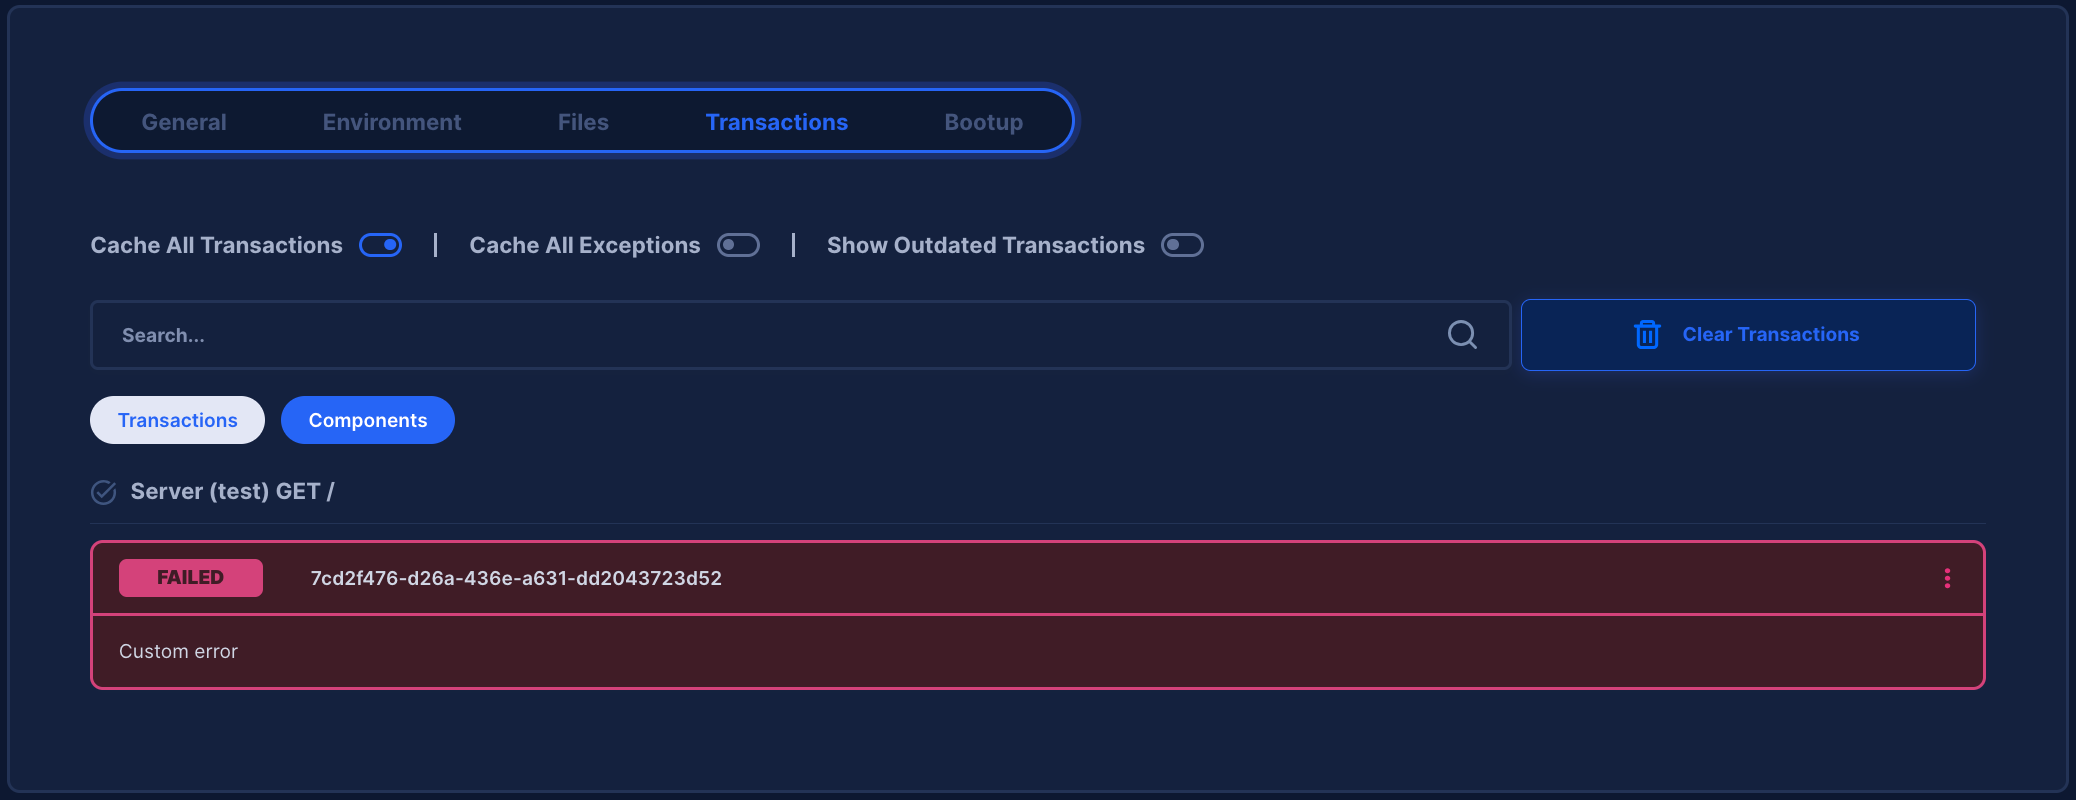 General Environment Files Transactions Bootup
Cache All Transactions | Cache All Exceptions | Show Outdated Transactions
Search...
Clear Transactions
Transactions Components
Server (test) GET /
FAILED 7cd2f476-d26a-436e-a631-dd2043723d52
Custom error